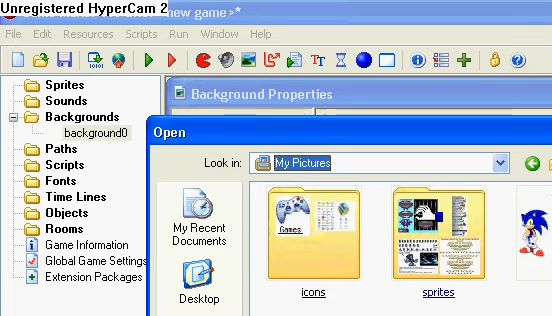 Unregistered HyperCam 2
new game>*
File Edit Resources Scripts Run Window Help
Sprites
Sounds
Backgrounds
background0
Paths
Scripts
Fonts
Time Lines
Objects
Rooms
Game Information
Global Game Settings
Extension Packages
Background Properties
Open
Look in: My Pictures
My Recent
Documents
Desktop
Games
icons
sprites